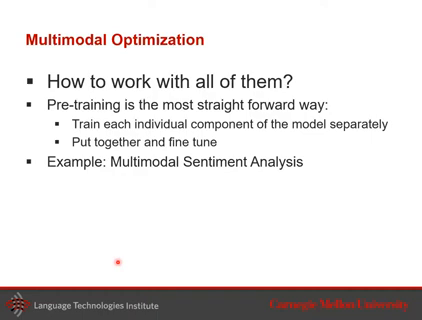 Multimodal Optimization
How to work with all of them?
Pre-training is the most straight forward way:
Train each individual component of the model separately
Put together and fine tune
Example: Multimodal Sentiment Analysis
Language Technologies Institute
Carnegie Mellon University